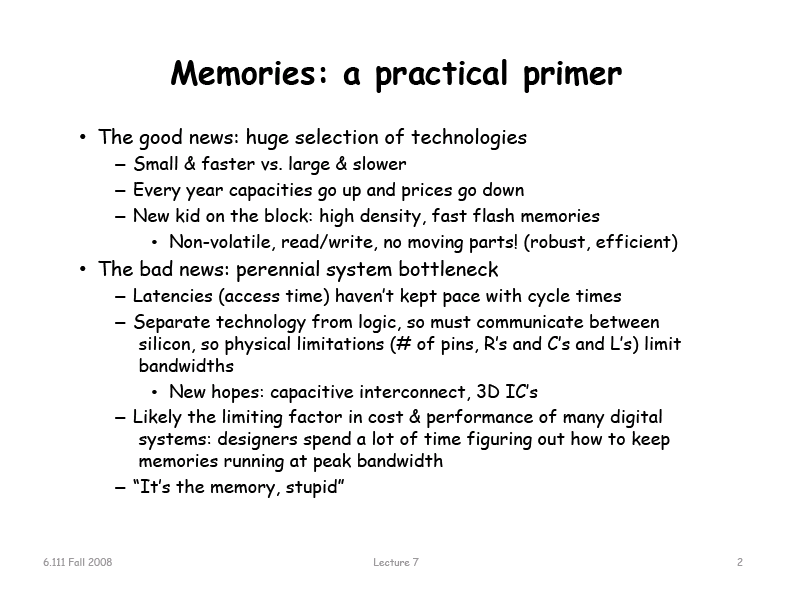 Memories: a practical primer
• The good news: huge selection of technologies
– Small & faster vs. large & slower
– Every year capacities go up and prices go down
– New kid on the block: high density, fast flash memories
• Non-volatile, read/write, no moving parts! (robust, efficient)
• The bad news: perennial system bottleneck
– Latencies (access time) haven’t kept pace with cycle times
– Separate technology from logic, so must communicate between
silicon, so physical limitations (# of pins, R’s and C’s and L’s) limit
bandwidths
• New hopes: capacitive interconnect, 3D IC’s
– Likely the limiting factor in cost & performance of many digital
systems: designers spend a lot of time figuring out how to keep
memories running at peak bandwidth
– “It’s the memory, stupid”
6.111 Fall 2008
Lecture 7
2